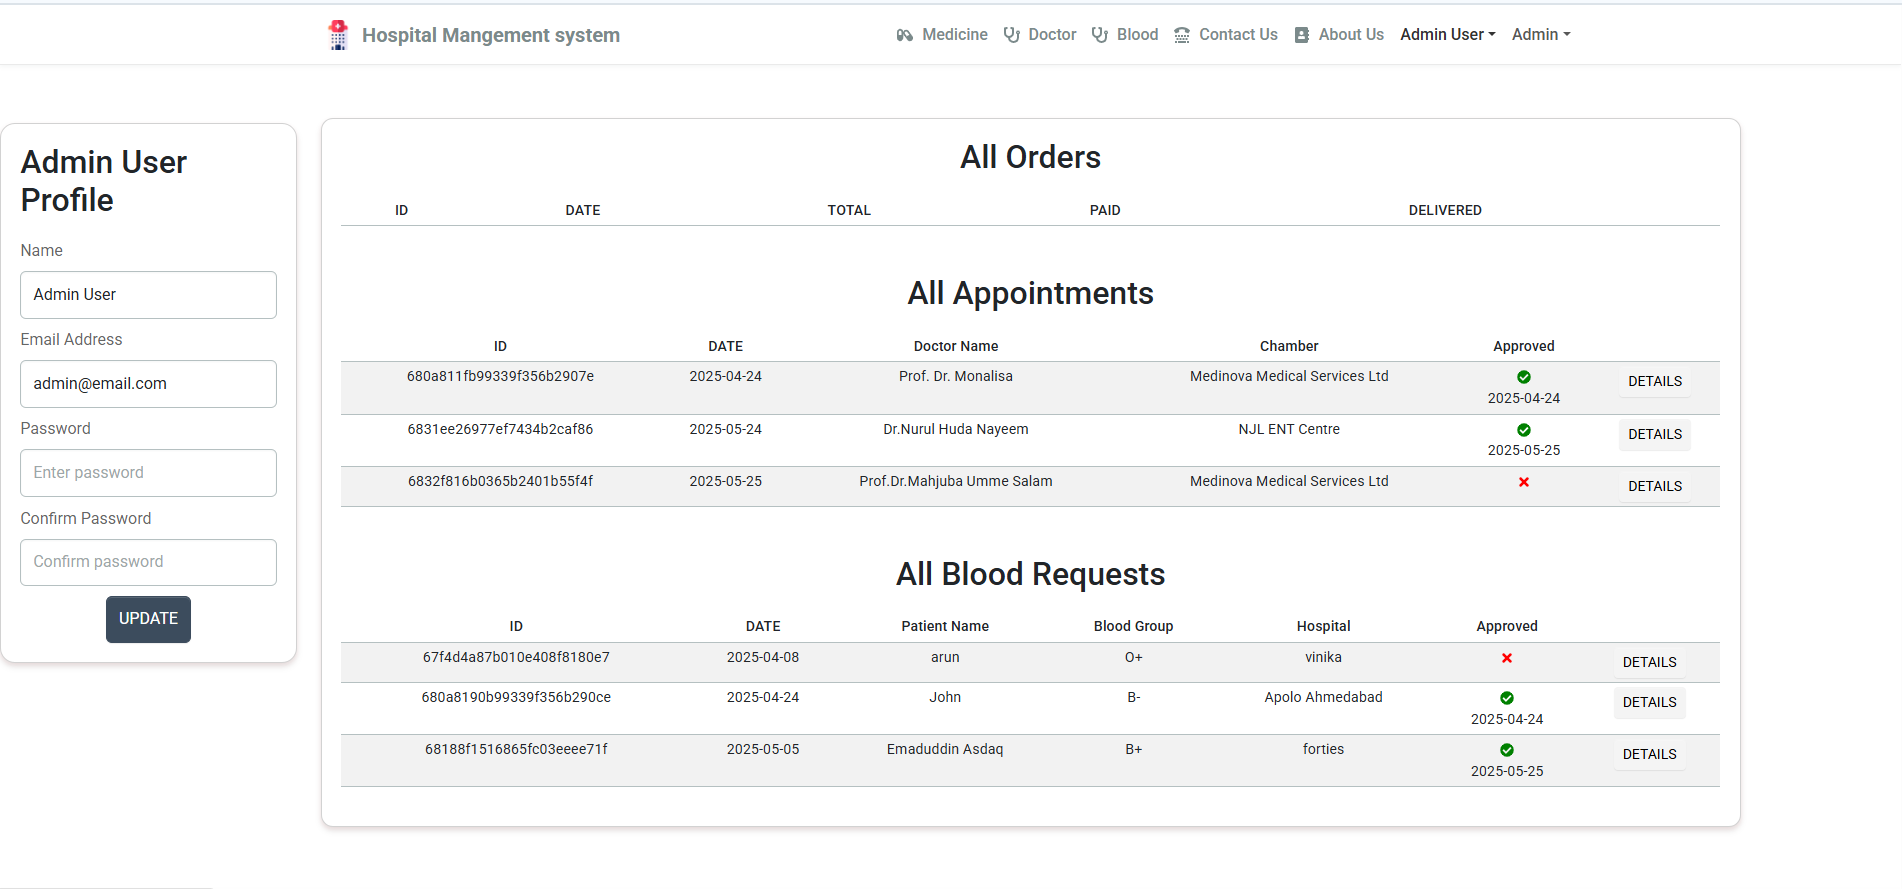 Hospital Mangement system Medicine Doctor Blood Contact Us About Us Admin User Admin
Admin User
Profile
Name
Admin User
Email Address
admin@email.com
Password
Enter password
Confirm Password
Confirm password
UPDATE
All Orders
ID DATE TOTAL PAID DELIVERED
All Appointments
ID DATE Doctor Name Chamber Approved
680a811fb99339f356b2907e 2025-04-24 Prof. Dr. Monalisa Medinova Medical Services Ltd DETAILS
2025-04-24
6831ee26977ef7434b2caf86 2025-05-24 Dr.Nurul Huda Nayeem NJL ENT Centre DETAILS
2025-05-25
6832f816b0365b2401b55f4f 2025-05-25 Prof.Dr.Mahjuba Umme Salam Medinova Medical Services Ltd DETAILS
All Blood Requests
ID DATE Patient Name Blood Group Hospital Approved
67f4d4a87b010e408f8180e7 2025-04-08 arun O+ vinika DETAILS
680a8190b99339f356b290ce 2025-04-24 John B- Apolo Ahmedabad DETAILS
2025-04-24
68188f1516865fc03eeee71f 2025-05-05 Emaduddin Asdaq B+ forties DETAILS
2025-05-25